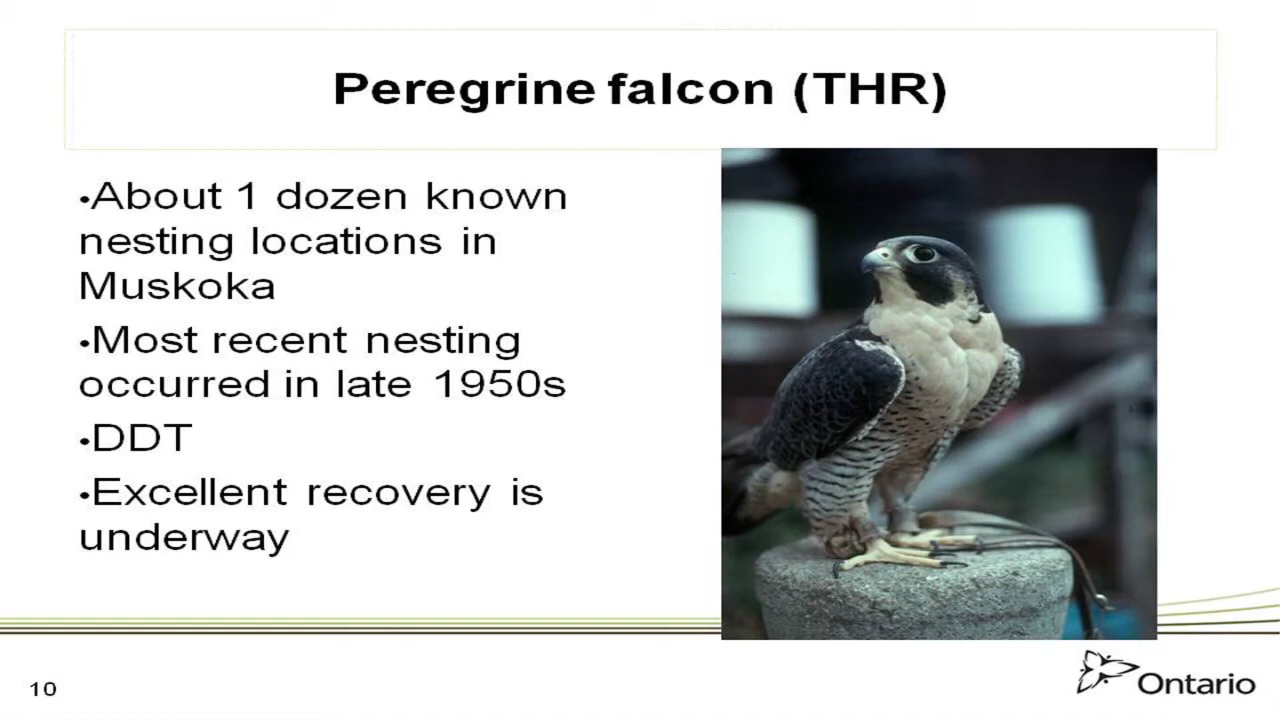 Peregrine falcon (THR)
•About 1 dozen known
nesting locations in
Muskoka
•Most recent nesting
occurred in late 1950s
•DDT
•Excellent recovery is
underway
10
Ontario